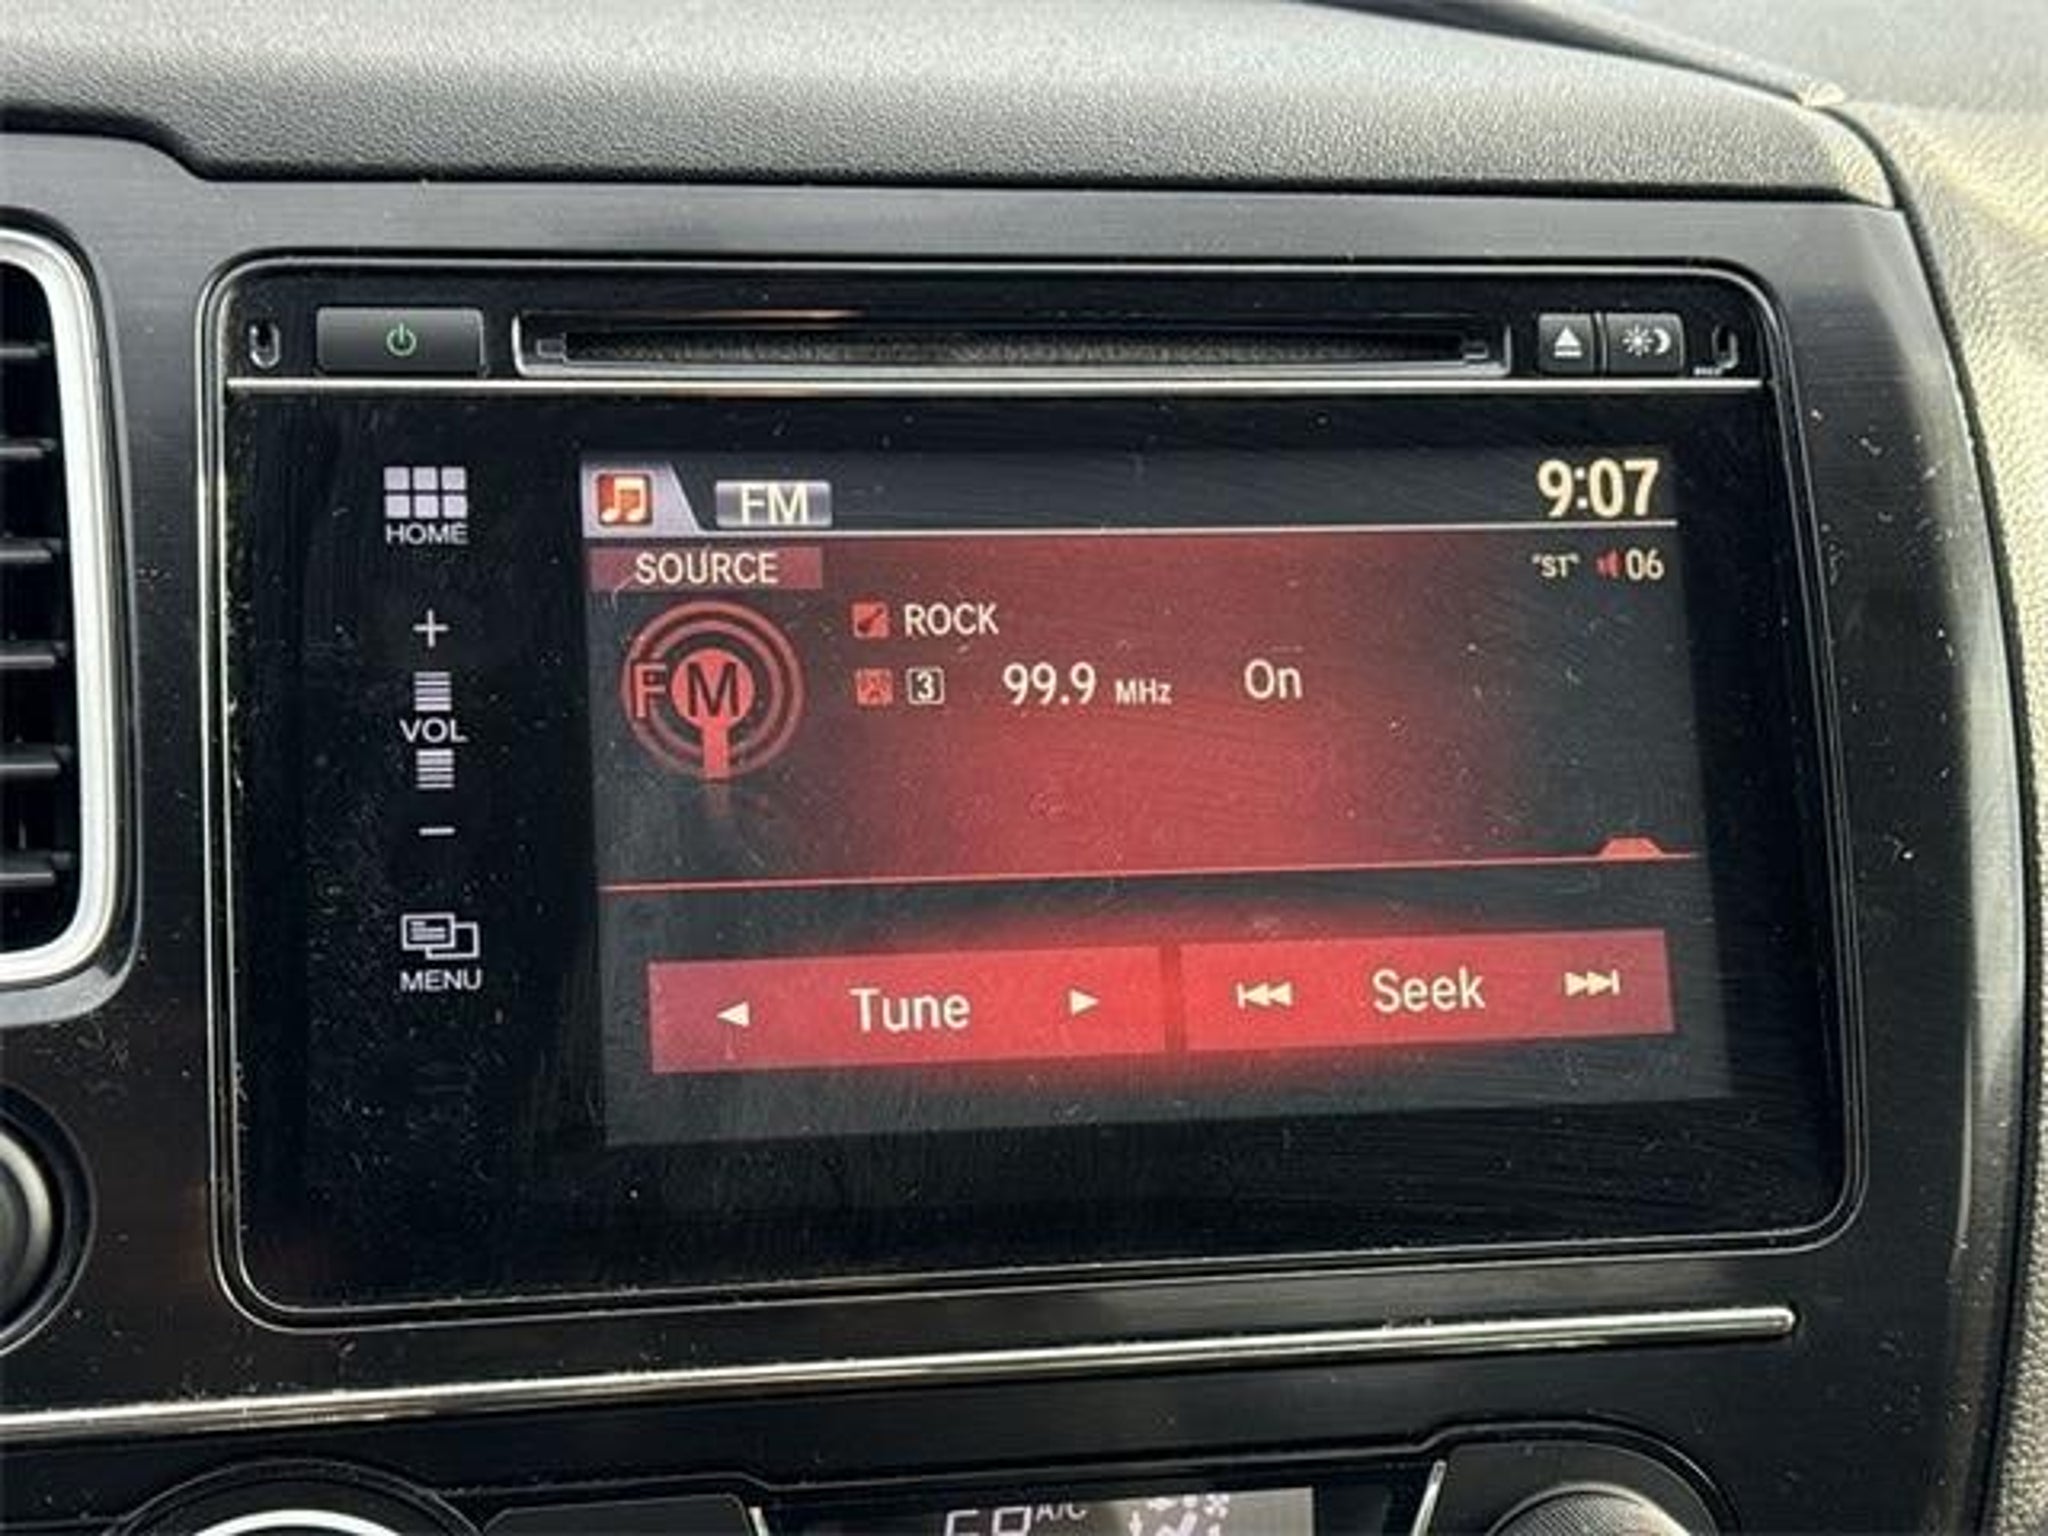 FM
9:07
HOME
SOURCE
"ST" 06
ROCK
3 99.9 MHz On
FM
+
VOL
−
MENU
Tune
Seek
A/C